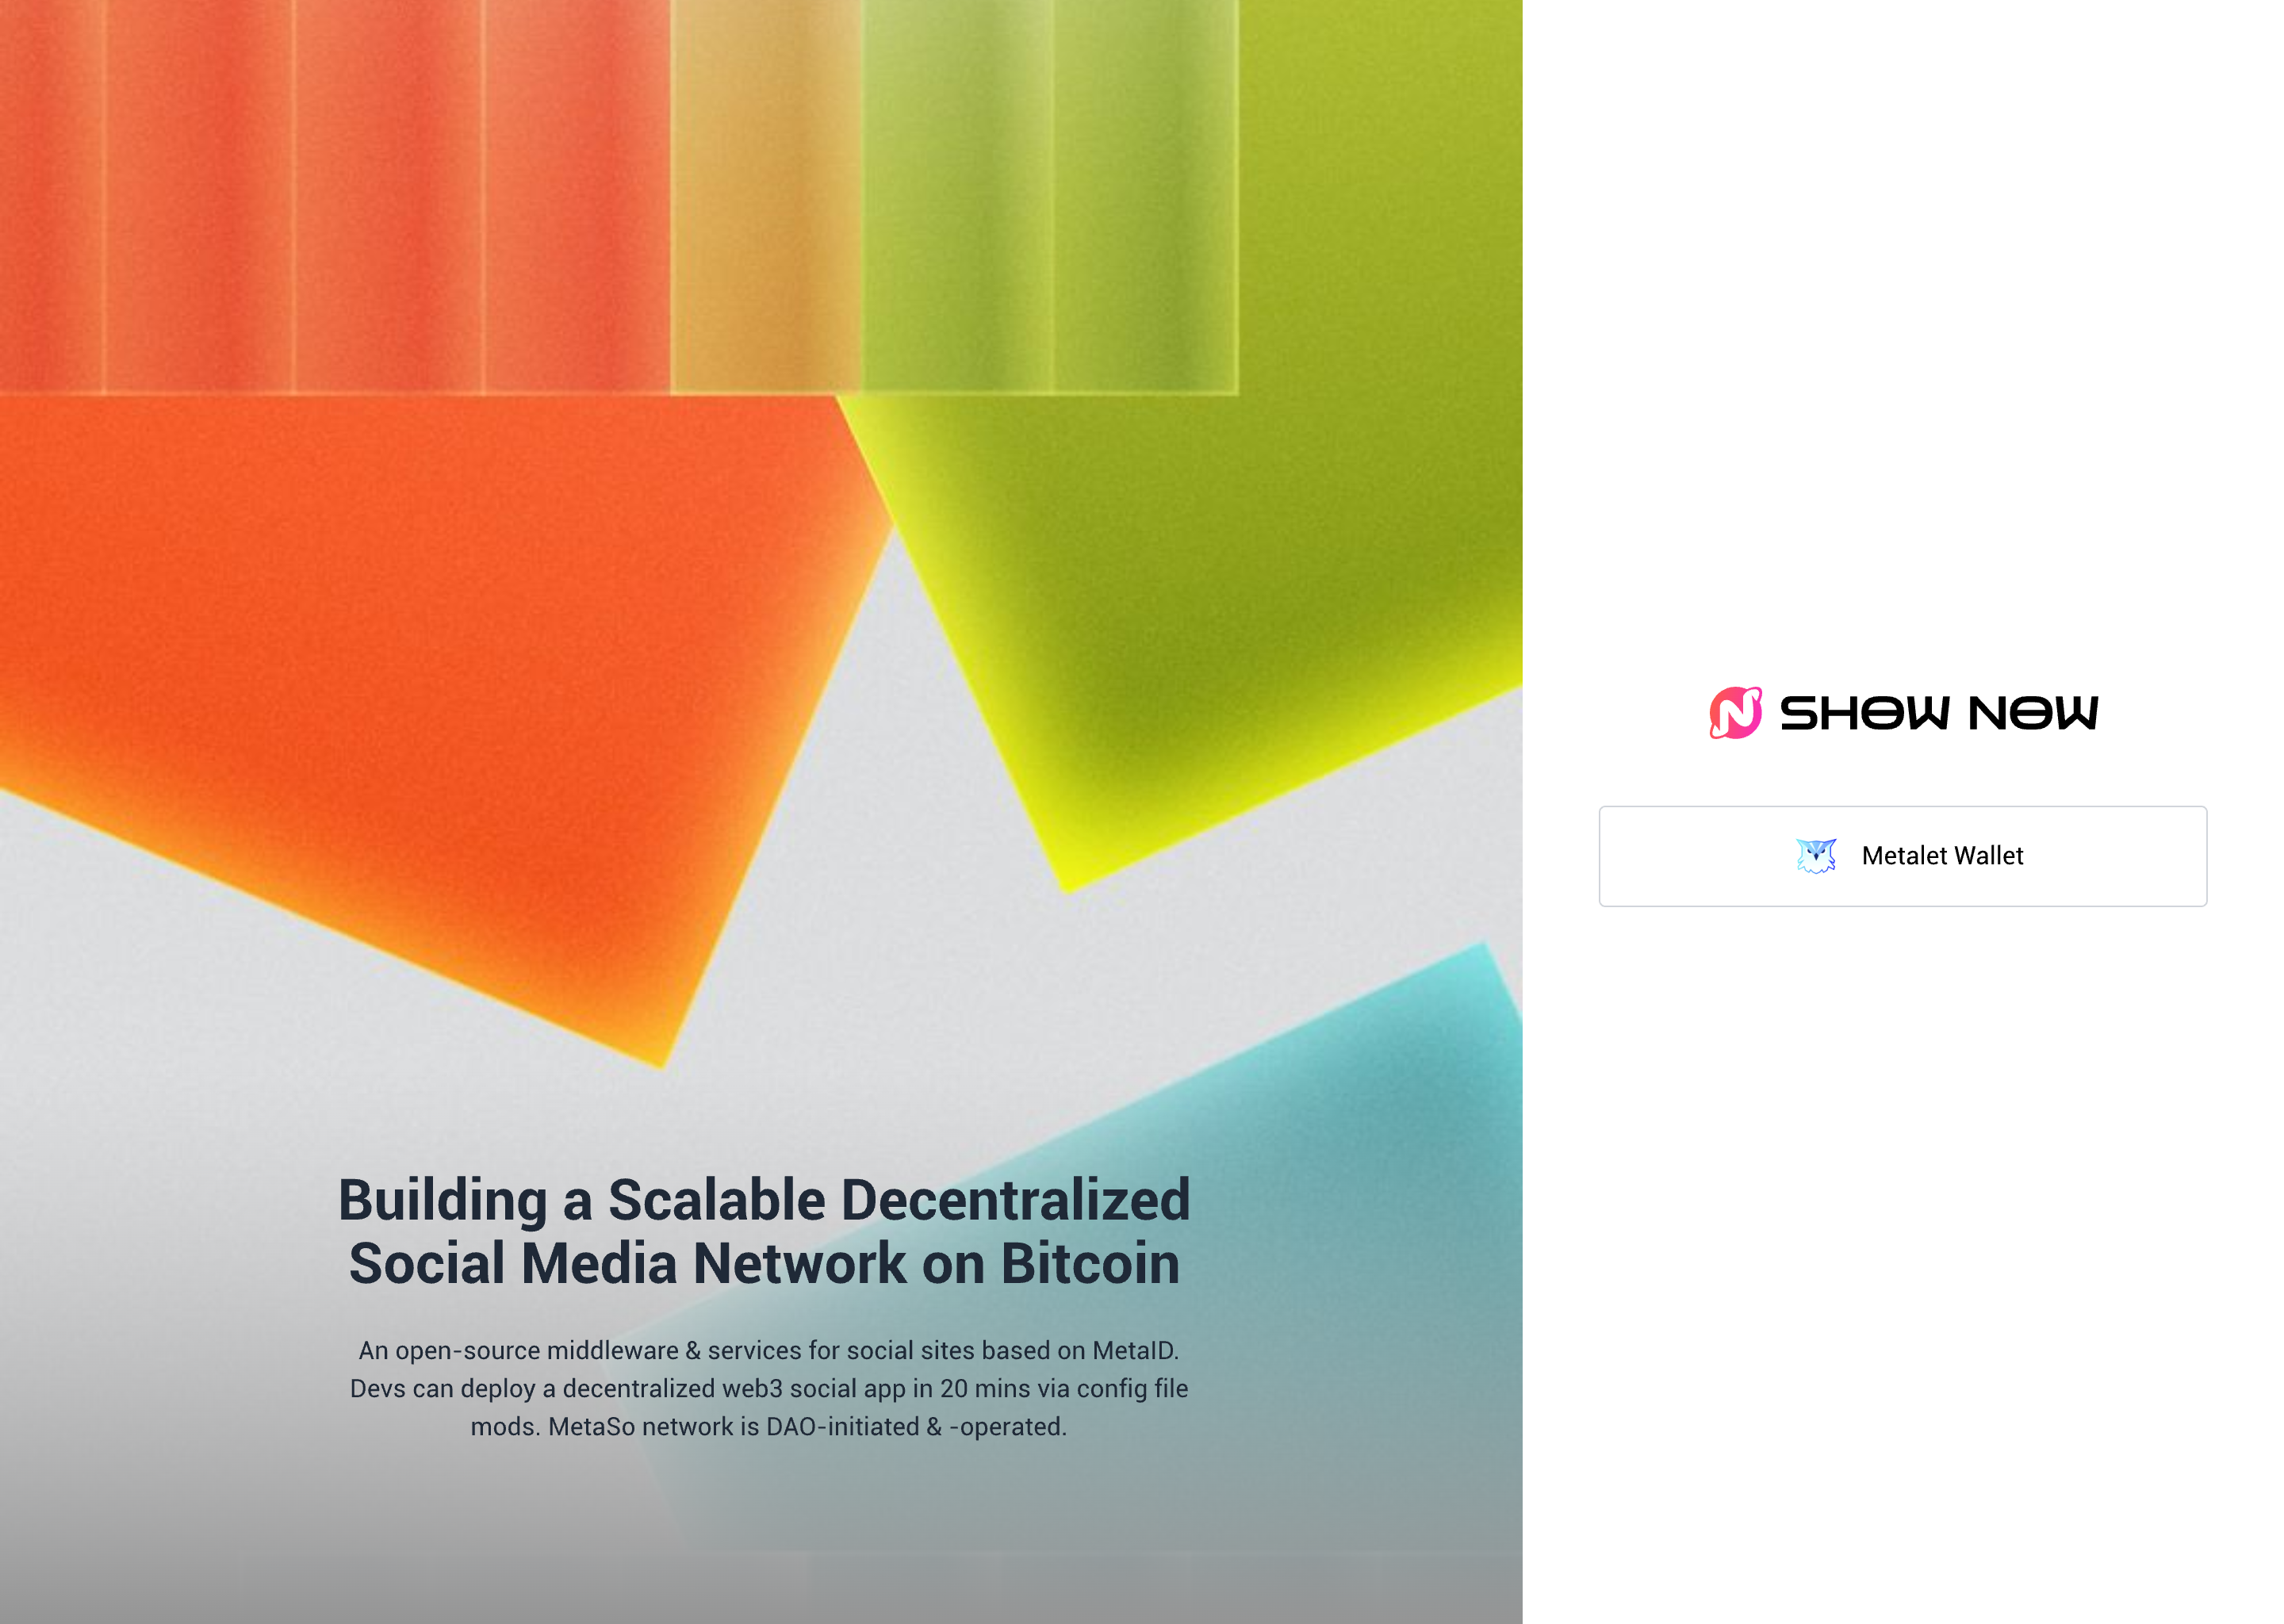 Building a Scalable Decentralized
Social Media Network on Bitcoin
An open-source middleware & services for social sites based on MetaID.
Devs can deploy a decentralized web3 social app in 20 mins via config file
mods. MetaSo network is DAO-initiated & -operated.
SHOW NOW
Metalet Wallet